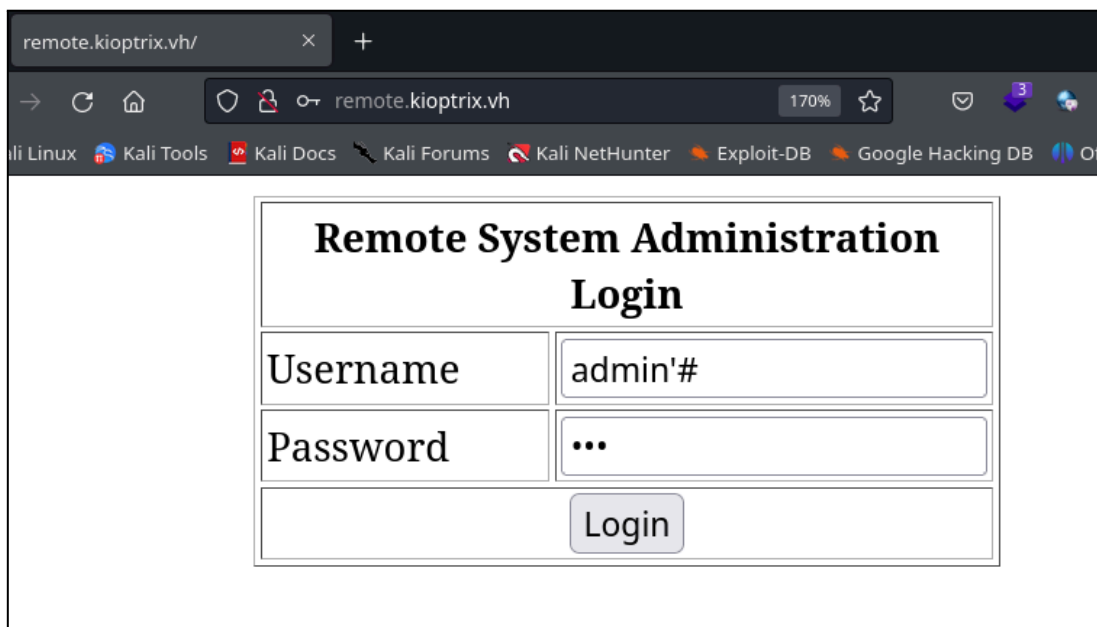 remote.kioptrix.vh/
remote.kioptrix.vh 170% 3
Kali Tools Kali Docs Kali Forums Kali NetHunter Exploit-DB Google Hacking DB
Remote System Administration
Login
Username admin'#
Password •••
Login